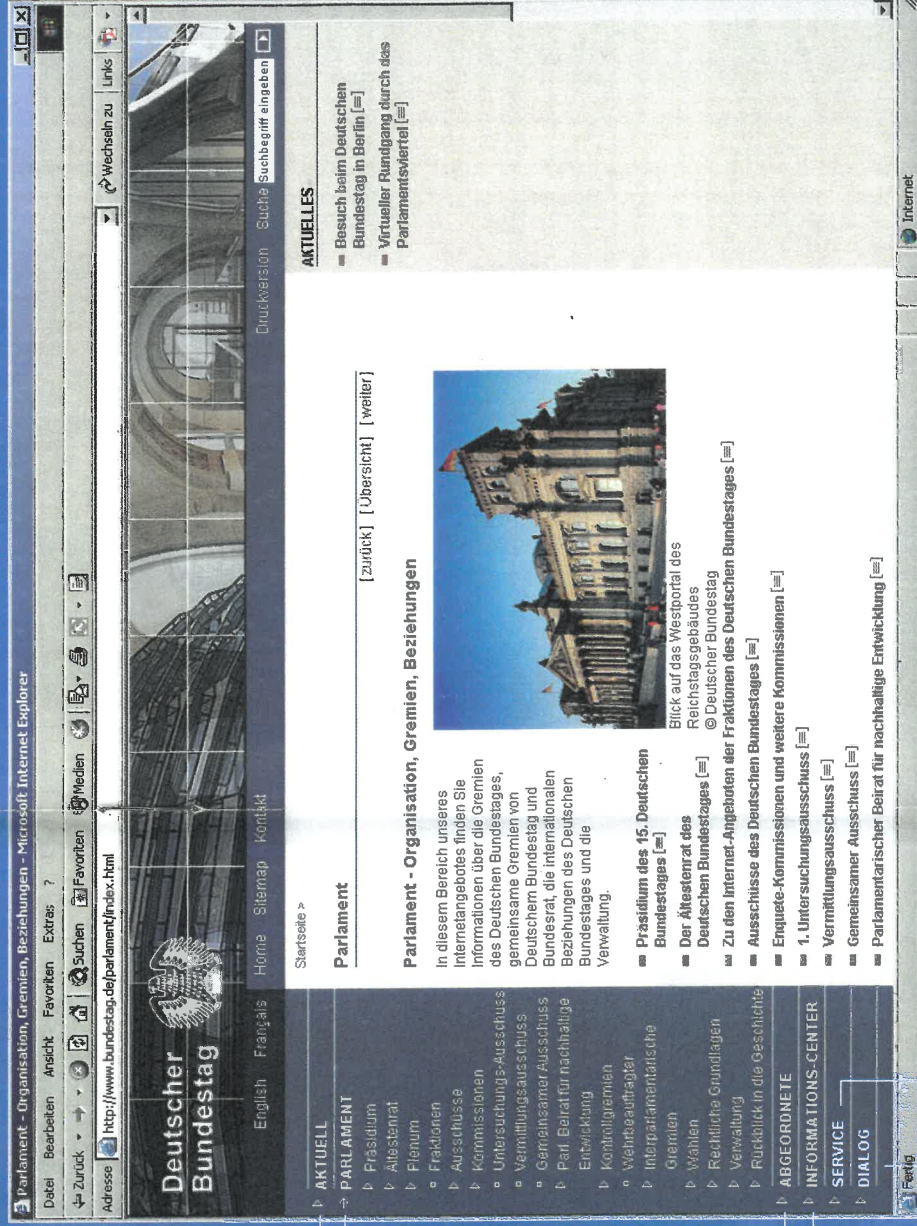 Parlament - Organisation, Gremien, Beziehungen - Microsoft Internet Explorer
Datei Bearbeiten Ansicht Favoriten Extras ?
Zurück Suchen Favoriten Medien
Adresse http://www.bundestag.de/parlament/index.html Wechseln zu Links
Deutscher
Bundestag
English Français Home Sitemap Kontakt Druckversion Suche Suchbegriff eingeben
AKTUELL
PARLAMENT
Präsidium
Ältestenrat
Plenum
Fraktionen
Ausschüsse
Kommissionen
Untersuchungs-Ausschuss
Vermittlungsausschuss
Gemeinsamer Ausschuss
Parl Beirat für nachhaltige
Entwicklung
Kontrollgremien
Wehrbeauftragter
Interparlamentarische
Gremien
Wahlen
Rechtliche Grundlagen
Verwaltung
Rückblick in die Geschichte
ABGEORDNETE
INFORMATIONS-CENTER
SERVICE
DIALOG
Startseite >
Parlament
[zurück] [Übersicht] [weiter]
Parlament - Organisation, Gremien, Beziehungen
In diesem Bereich unseres
Internetangebotes finden Sie
Informationen über die Gremien
des Deutschen Bundestages,
gemeinsame Gremien von
Deutschem Bundestag und
Bundesrat, die internationalen
Beziehungen des Deutschen
Bundestages und die
Verwaltung.
Blick auf das Westportal des
Reichstagsgebäudes
© Deutscher Bundestag
Präsidium des 15. Deutschen
Bundestages [≡]
Der Ältestenrat des
Deutschen Bundestages [≡]
Zu den Internet-Angeboten der Fraktionen des Deutschen Bundestages [≡]
Ausschüsse des Deutschen Bundestages [≡]
Enquete-Kommissionen und weitere Kommissionen [≡]
1. Untersuchungsausschuss [≡]
Vermittlungsausschuss [≡]
Gemeinsamer Ausschuss [≡]
Parlamentarischer Beirat für nachhaltige Entwicklung [≡]
AKTUELLES
Besuch beim Deutschen
Bundestag in Berlin [≡]
Virtueller Rundgang durch das
Parlamentsviertel [≡]
Fertig Internet